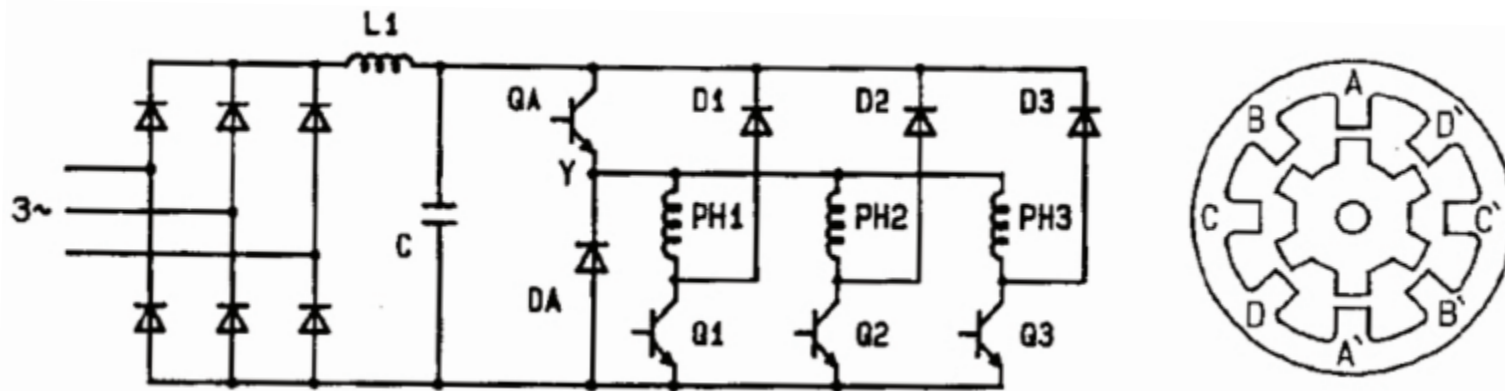 L1
QA
D1
D2
D3
Y
3~
C
PH1
PH2
PH3
DA
Q1
Q2
Q3
A
B
D`
C
C`
D
B`
A`